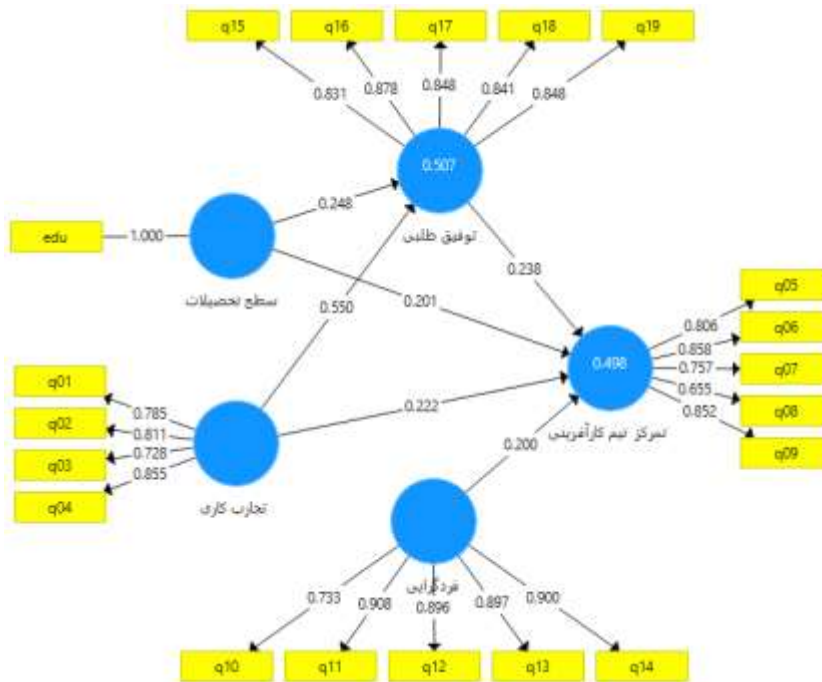 q15 q16 q17 q18 q19
0.831 0.878 0.848 0.841 0.848
0.507
توفیق طلبی
0.248
edu 1.000
سطح تحصیلات
0.550
0.201
0.238
q05
0.806
q06
0.858
q07
0.757
q08
0.655
q09
0.852
0.498
تمرکز تیم کارآفرینی
q01
0.785
q02
0.811
q03
0.728
q04
0.855
تجارب کاری
0.222
0.200
فردگرایی
0.733 0.908 0.896 0.897 0.900
q10 q11 q12 q13 q14